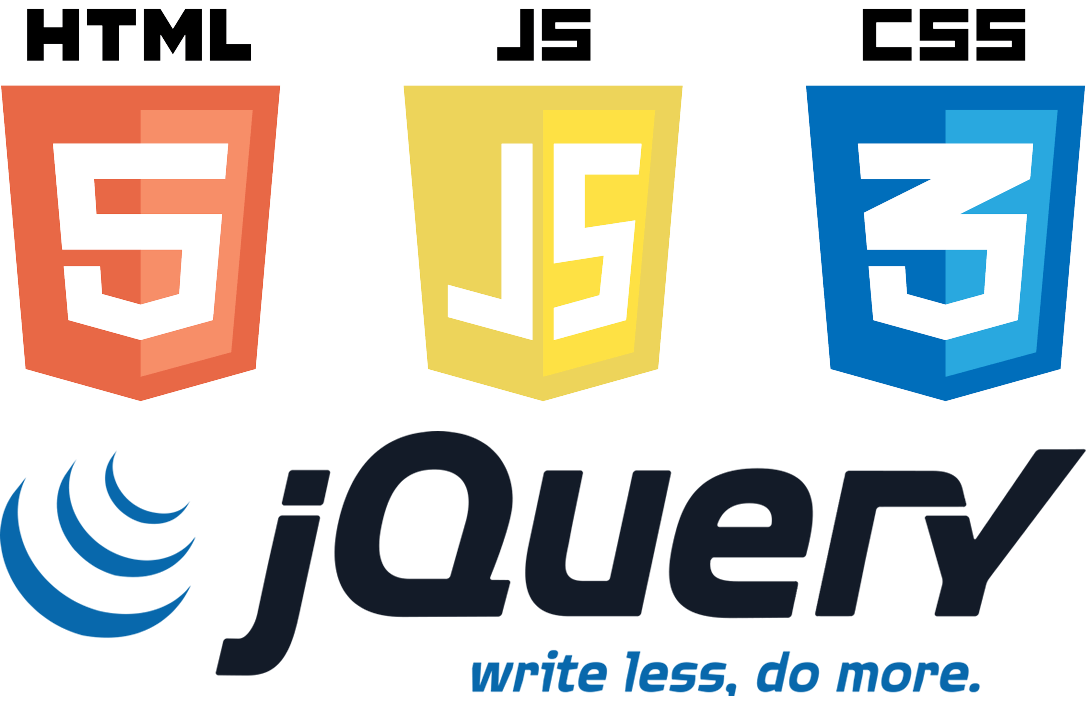 HTML JS CSS
5 JS 3
jQuery
write less, do more.